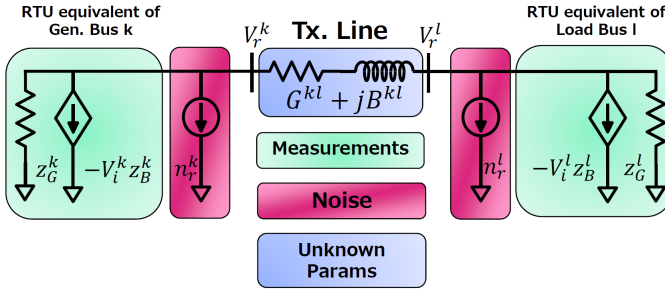 RTU equivalent of
Gen. Bus k
V_r^k
Tx. Line
V_r^l
RTU equivalent of
Load Bus l
G^{kl} + jB^{kl}
z_G^k
−V_i^k z_B^k
n_r^k
n_r^l
−V_i^l z_B^l
z_G^l
Measurements
Noise
Unknown
Params